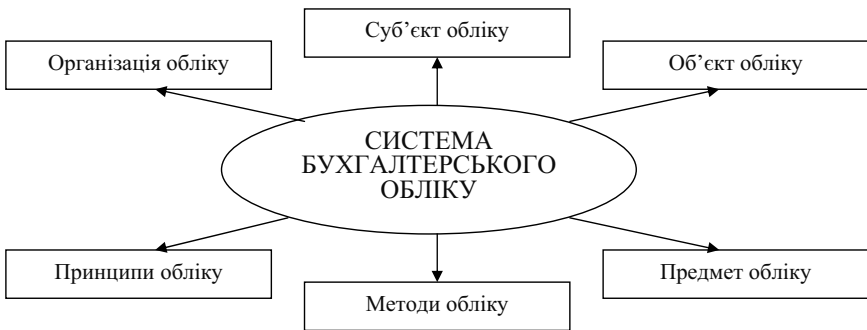 Суб’єкт обліку
Організація обліку
Об’єкт обліку
СИСТЕМА
БУХГАЛТЕРСЬКОГО
ОБЛІКУ
Принципи обліку
Предмет обліку
Методи обліку